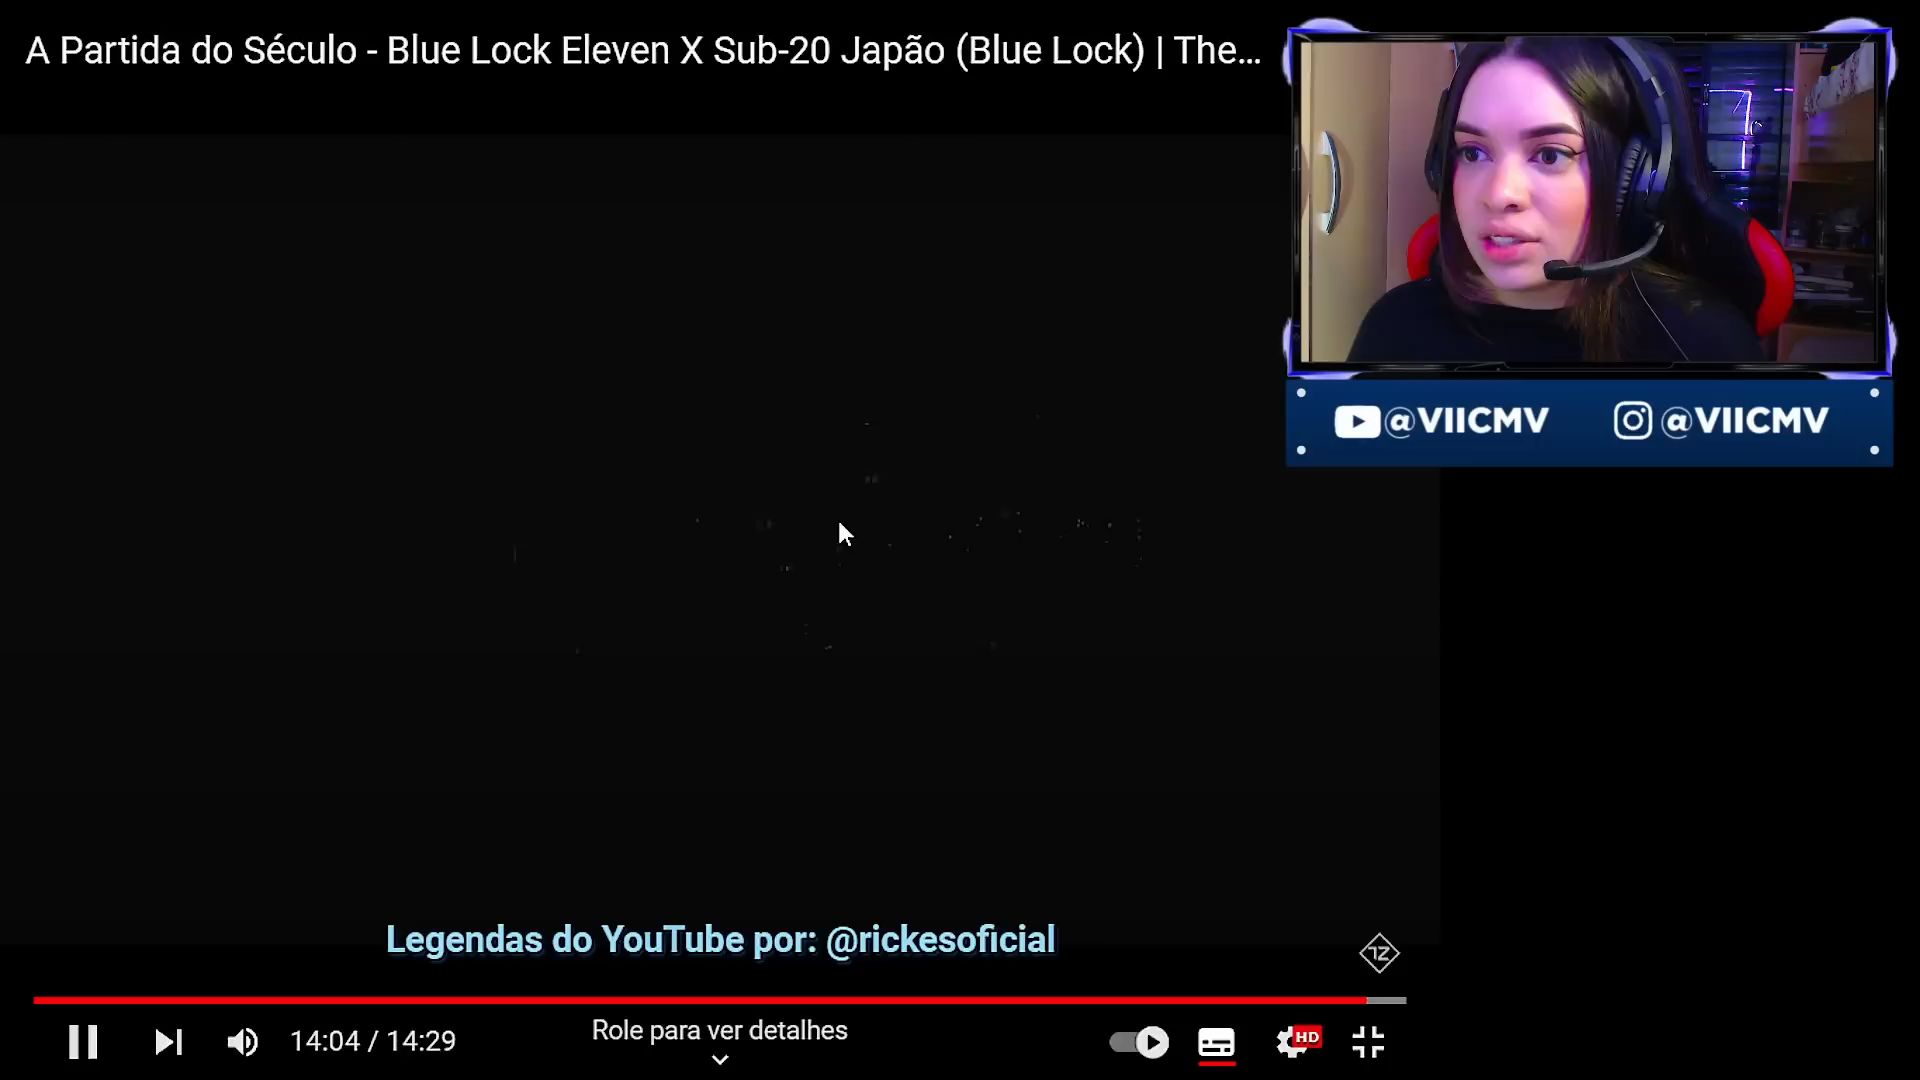 A Partida do Século - Blue Lock Eleven X Sub-20 Japão (Blue Lock) | The...
@VIICMV @VIICMV
Legendas do YouTube por: @rickesoficial
14:04 / 14:29
Role para ver detalhes
HD